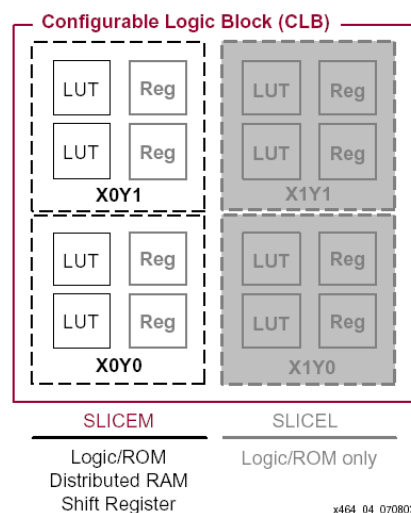 Configurable Logic Block (CLB)
LUT Reg LUT Reg
LUT Reg LUT Reg
X0Y1 X1Y1
LUT Reg LUT Reg
LUT Reg LUT Reg
X0Y0 X1Y0
SLICEM SLICEL
Logic/ROM Logic/ROM only
Distributed RAM
Shift Register